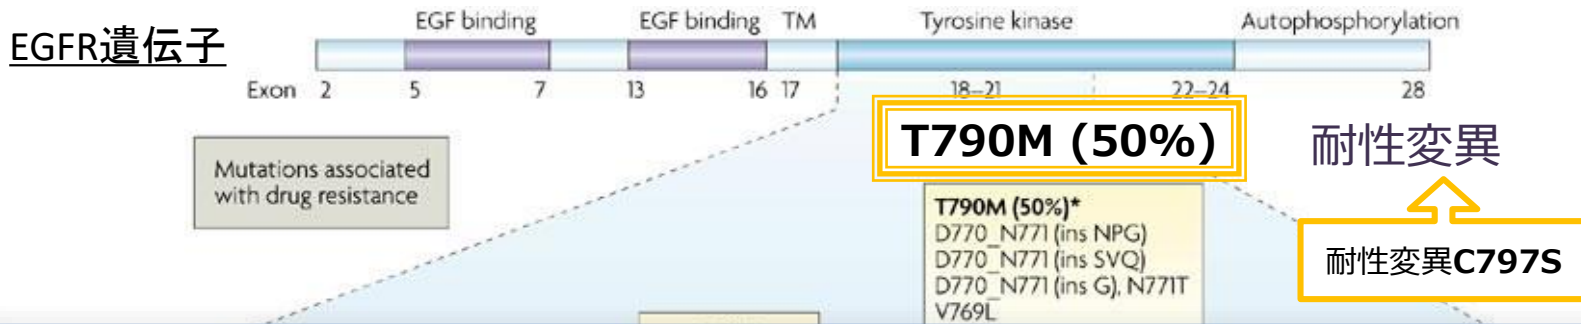 EGFR遺伝子
EGF binding EGF binding TM Tyrosine kinase Autophosphorylation
Exon 2 5 7 13 16 17 18–21 22–24 28
T790M (50%)
耐性変異
Mutations associated
with drug resistance
T790M (50%)*
D770_N771 (ins NPG)
D770_N771 (ins SVQ)
D770_N771 (ins G), N771T
V769L
耐性変異C797S